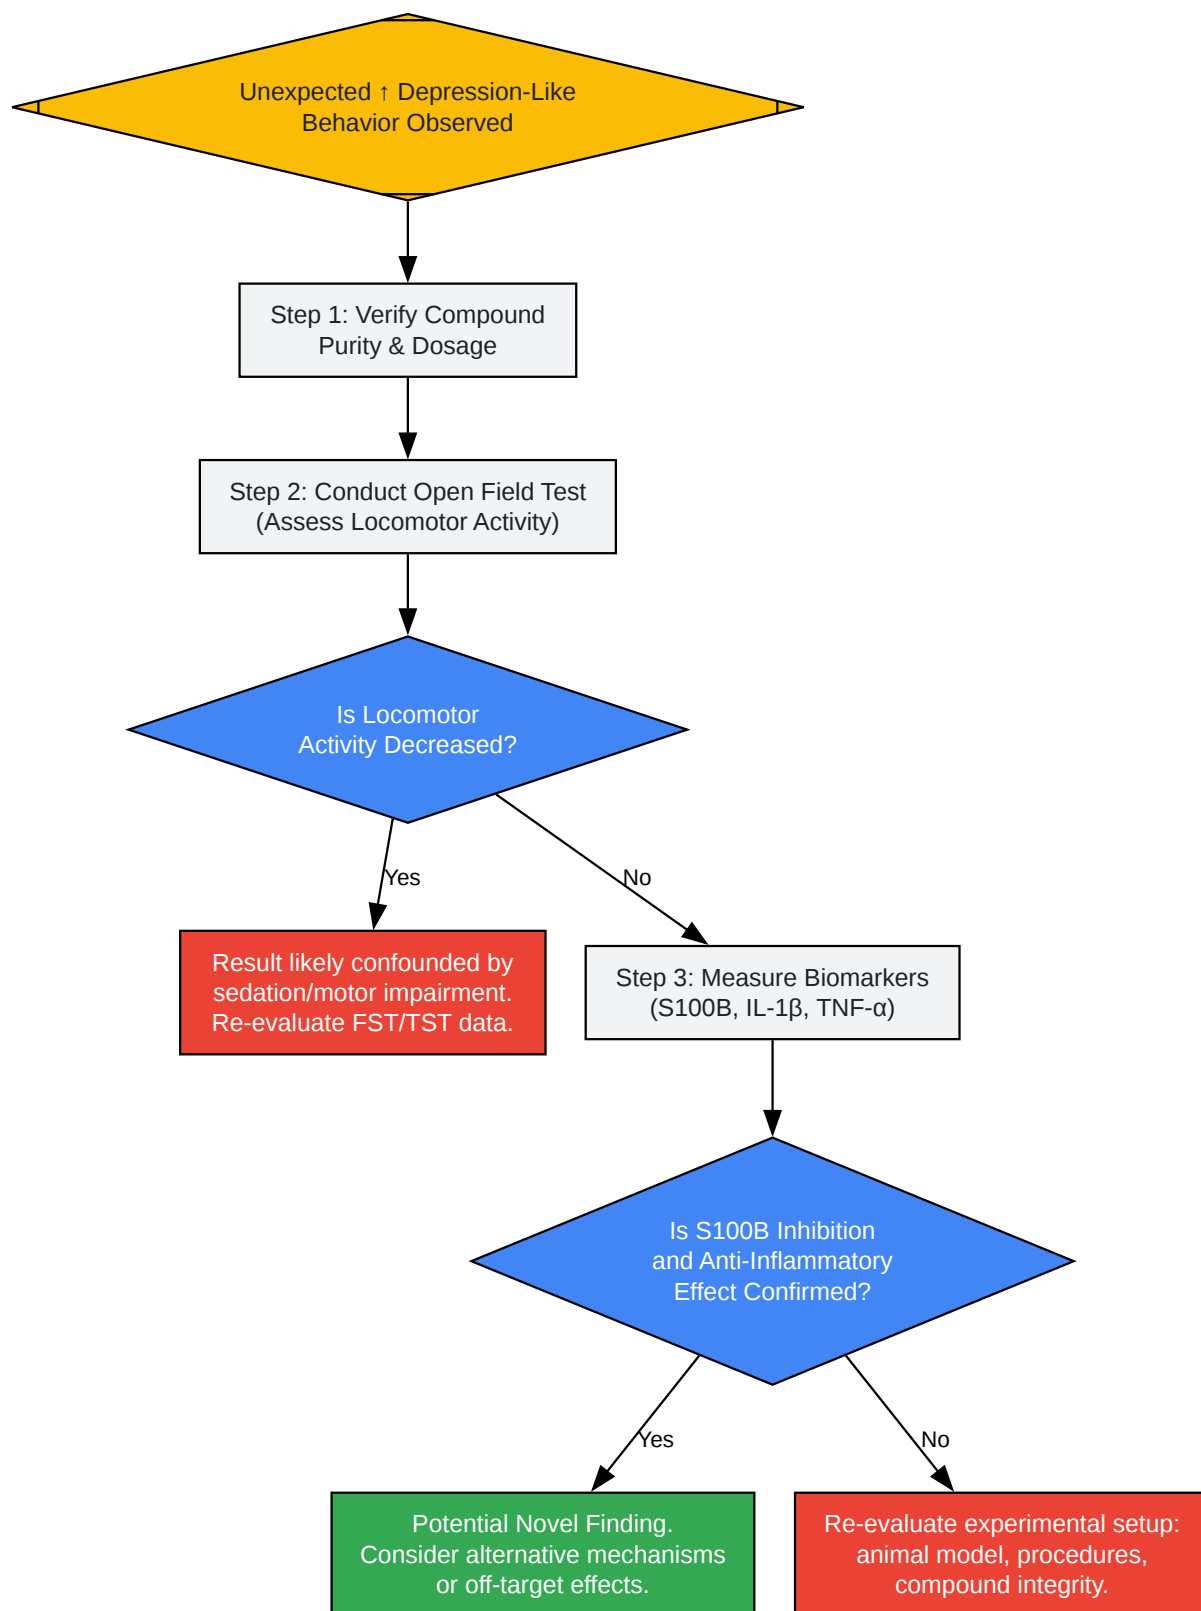 Unexpected ↑ Depression-Like
Behavior Observed
Step 1: Verify Compound
Purity & Dosage
Step 2: Conduct Open Field Test
(Assess Locomotor Activity)
Is Locomotor
Activity Decreased?
Yes
No
Result likely confounded by
sedation/motor impairment.
Re-evaluate FST/TST data.
Step 3: Measure Biomarkers
(S100B, IL-1β, TNF-α)
Is S100B Inhibition
and Anti-Inflammatory
Effect Confirmed?
Yes
No
Potential Novel Finding.
Consider alternative mechanisms
or off-target effects.
Re-evaluate experimental setup:
animal model, procedures,
compound integrity.